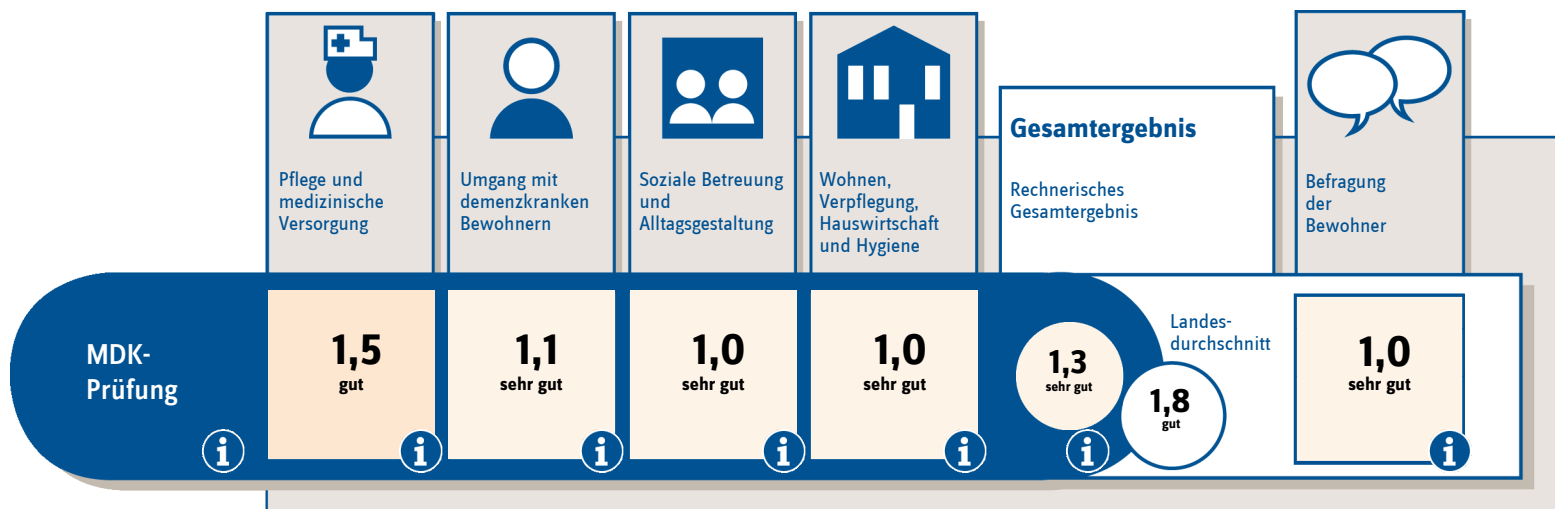 Pflege und
medizinische
Versorgung
Umgang mit
demenzkranken
Bewohnern
Soziale Betreuung
und
Alltagsgestaltung
Wohnen,
Verpflegung,
Hauswirtschaft
und Hygiene
Gesamtergebnis
Rechnerisches
Gesamtergebnis
Befragung
der
Bewohner
MDK-
Prüfung
i
1,5
gut
i
1,1
sehr gut
i
1,0
sehr gut
i
1,0
sehr gut
i
1,3
sehr gut
i
Landes-
durchschnitt
1,8
gut
1,0
sehr gut
i